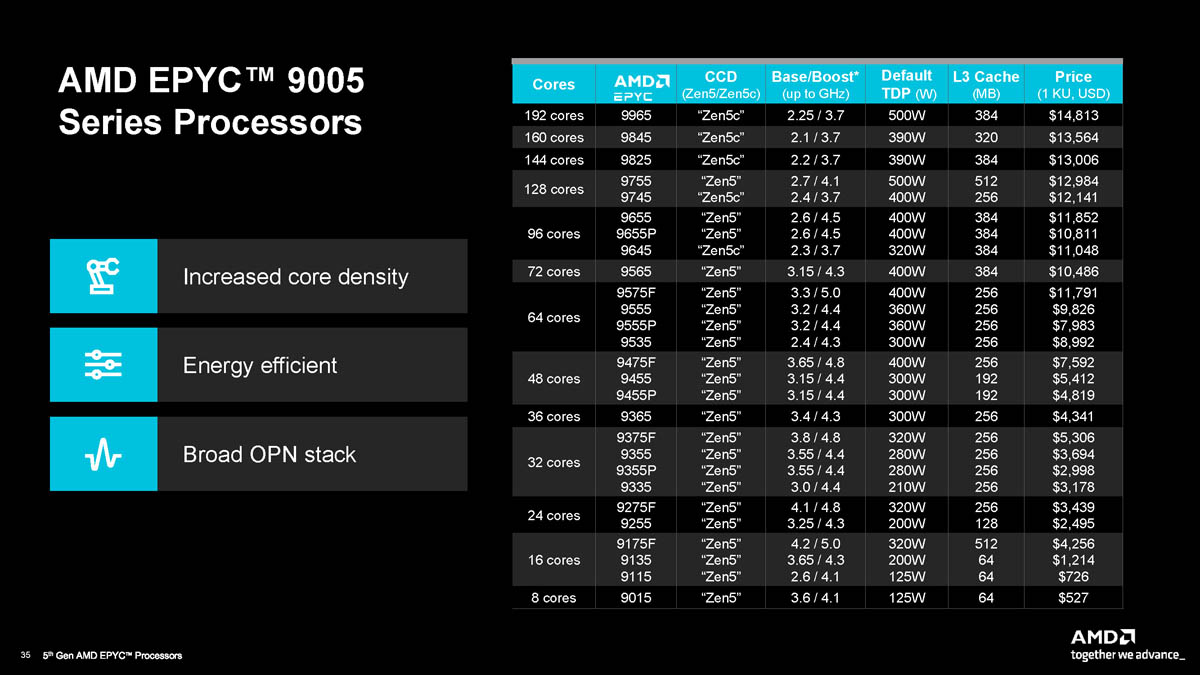 AMD EPYC™ 9005
Series Processors
Increased core density
Energy efficient
Broad OPN stack
Cores AMD EPYC CCD (Zen5/Zen5c) Base/Boost* (up to GHz) Default TDP (W) L3 Cache (MB) Price (1 KU, USD)
192 cores 9965 “Zen5c” 2.25 / 3.7 500W 384 $14,813
160 cores 9845 “Zen5c” 2.1 / 3.7 390W 320 $13,564
144 cores 9825 “Zen5c” 2.2 / 3.7 390W 384 $13,006
128 cores 9755 “Zen5” 2.7 / 4.1 500W 512 $12,984
9745 “Zen5c” 2.4 / 3.7 400W 256 $12,141
96 cores 9655 “Zen5” 2.6 / 4.5 400W 384 $11,852
9655P “Zen5” 2.6 / 4.5 400W 384 $10,811
9645 “Zen5c” 2.3 / 3.7 320W 384 $11,048
72 cores 9565 “Zen5” 3.15 / 4.3 400W 384 $10,486
64 cores 9575F “Zen5” 3.3 / 5.0 400W 256 $11,791
9555 “Zen5” 3.2 / 4.4 360W 256 $9,826
9555P “Zen5” 3.2 / 4.4 360W 256 $7,983
9535 “Zen5” 2.4 / 4.3 300W 256 $8,992
48 cores 9475F “Zen5” 3.65 / 4.8 400W 256 $7,592
9455 “Zen5” 3.15 / 4.4 300W 192 $5,412
9455P “Zen5” 3.15 / 4.4 300W 192 $4,819
36 cores 9365 “Zen5” 3.4 / 4.3 300W 256 $4,341
32 cores 9375F “Zen5” 3.8 / 4.8 320W 256 $5,306
9355 “Zen5” 3.55 / 4.4 280W 256 $3,694
9355P “Zen5” 3.55 / 4.4 280W 256 $2,998
9335 “Zen5” 3.0 / 4.4 210W 256 $3,178
24 cores 9275F “Zen5” 4.1 / 4.8 320W 256 $3,439
9255 “Zen5” 3.25 / 4.3 200W 128 $2,495
16 cores 9175F “Zen5” 4.2 / 5.0 320W 512 $4,256
9135 “Zen5” 3.65 / 4.3 200W 64 $1,214
9115 “Zen5” 2.6 / 4.1 125W 64 $726
8 cores 9015 “Zen5” 3.6 / 4.1 125W 64 $527
35 5th Gen AMD EPYC™ Processors
AMD
together we advance_